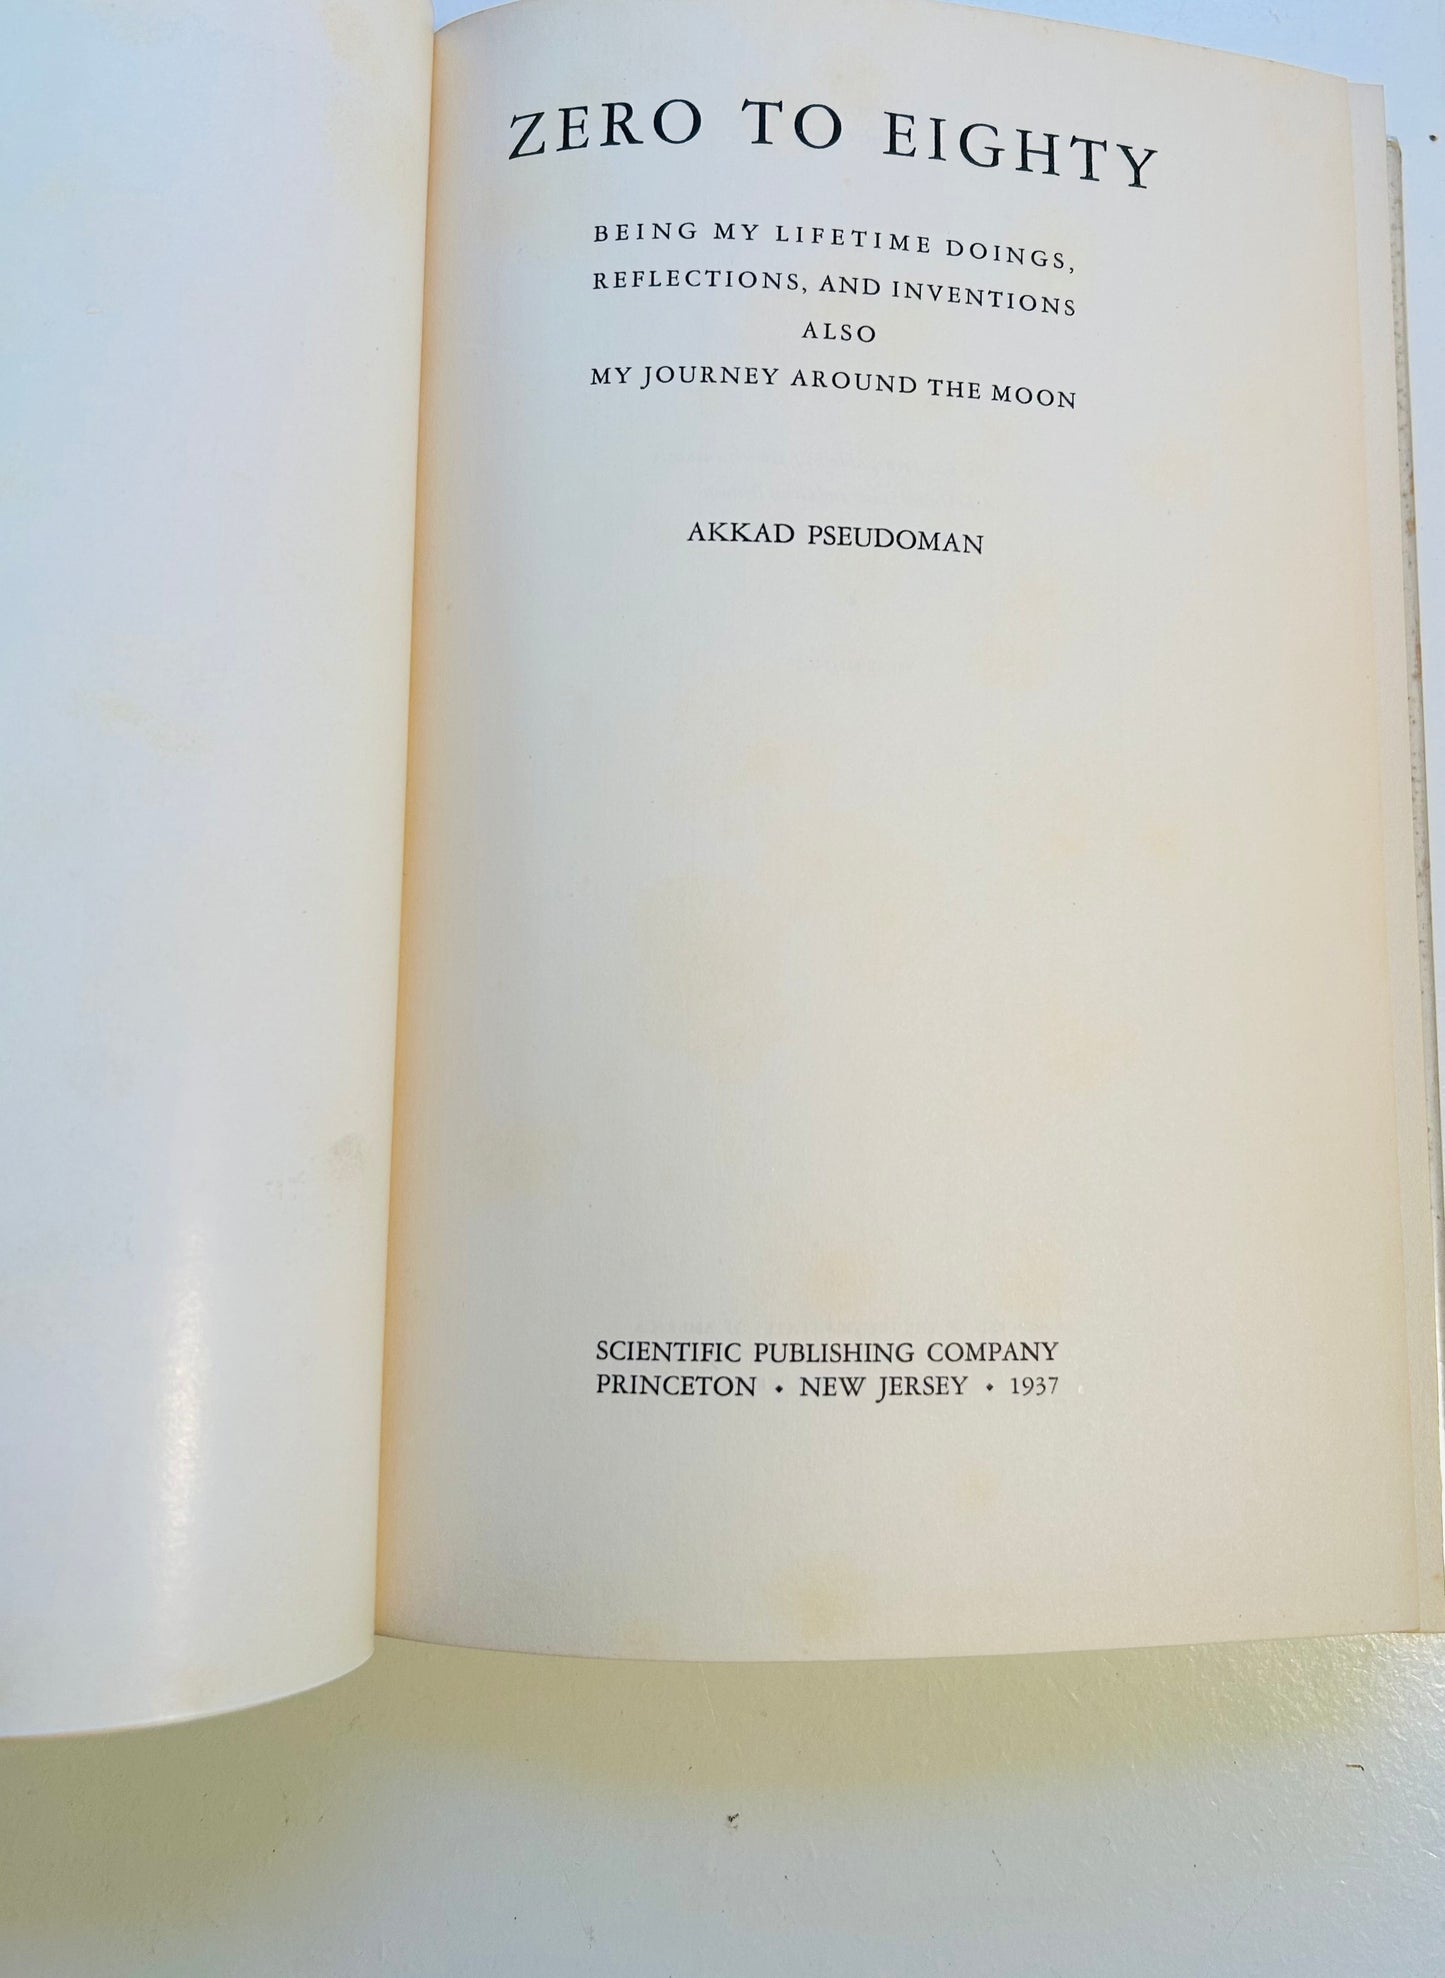 ZERO TO EIGHTY
BEING MY LIFETIME DOINGS,
REFLECTIONS, AND INVENTIONS
ALSO
MY JOURNEY AROUND THE MOON
AKKAD PSEUDOMAN
SCIENTIFIC PUBLISHING COMPANY
PRINCETON • NEW JERSEY • 1937